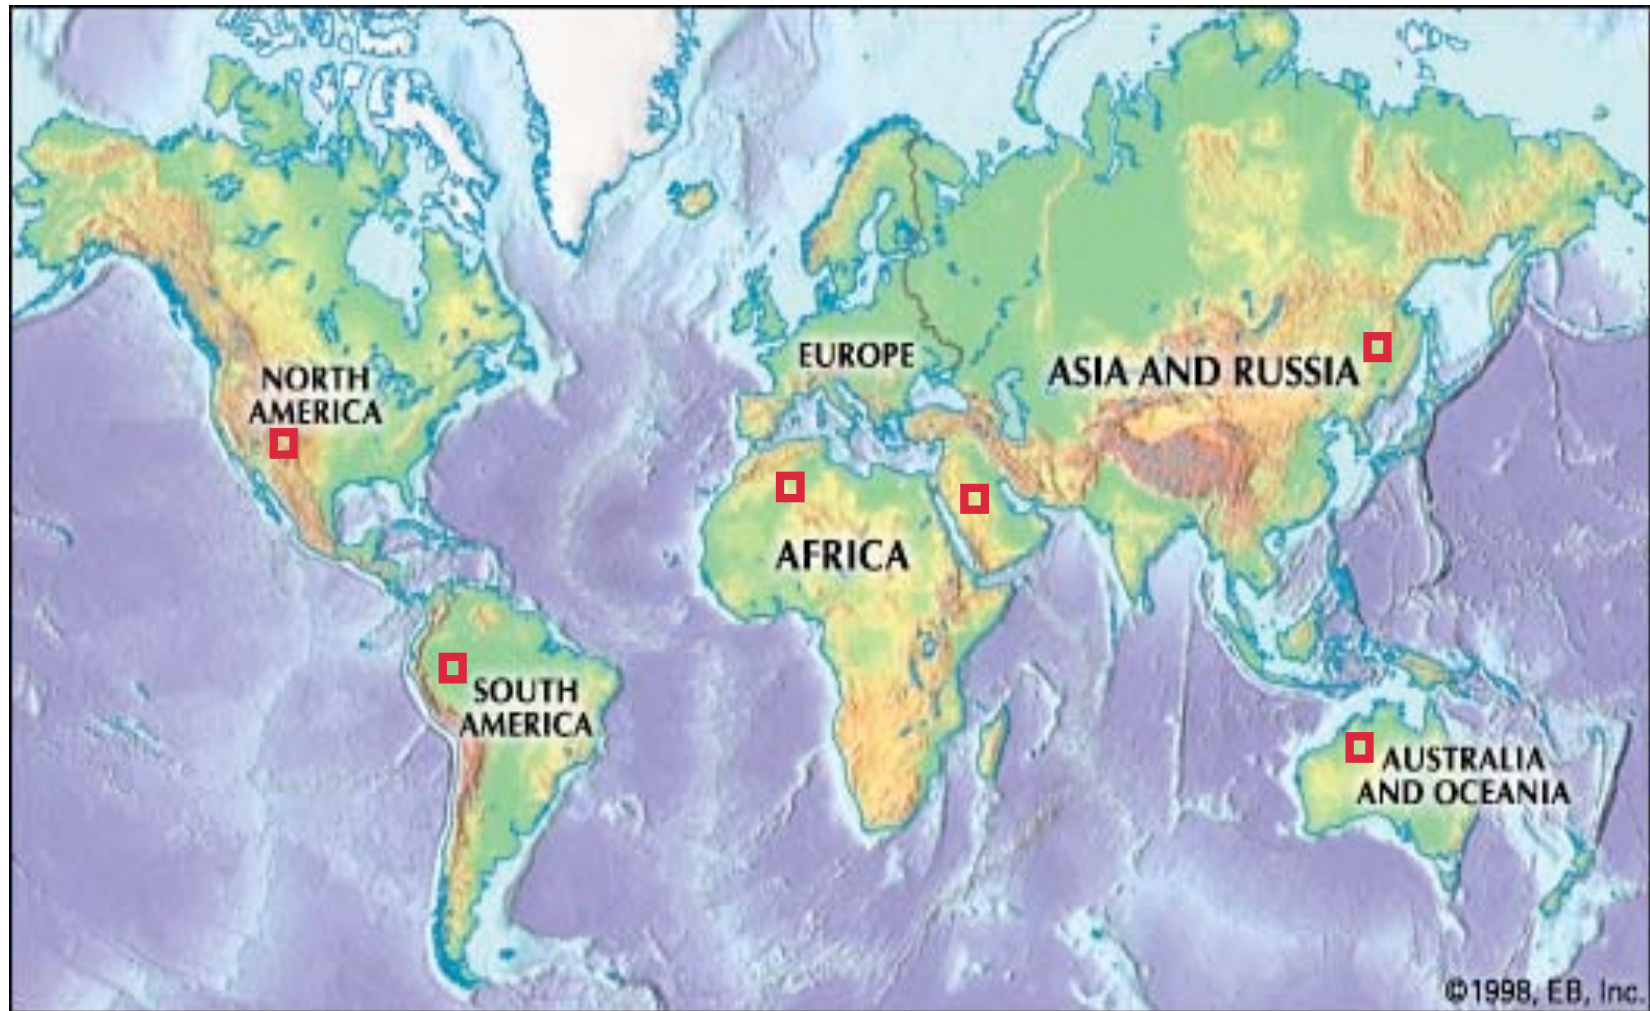 NORTH
AMERICA
EUROPE
ASIA AND RUSSIA
AFRICA
SOUTH
AMERICA
AUSTRALIA
AND OCEANIA
©1998, EB, Inc.